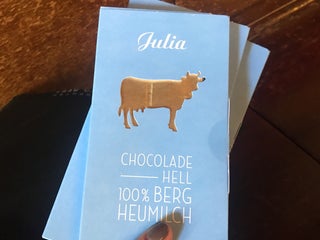 Julia
CHOCOLADE
HELL
100% BERG
HEUMILCH